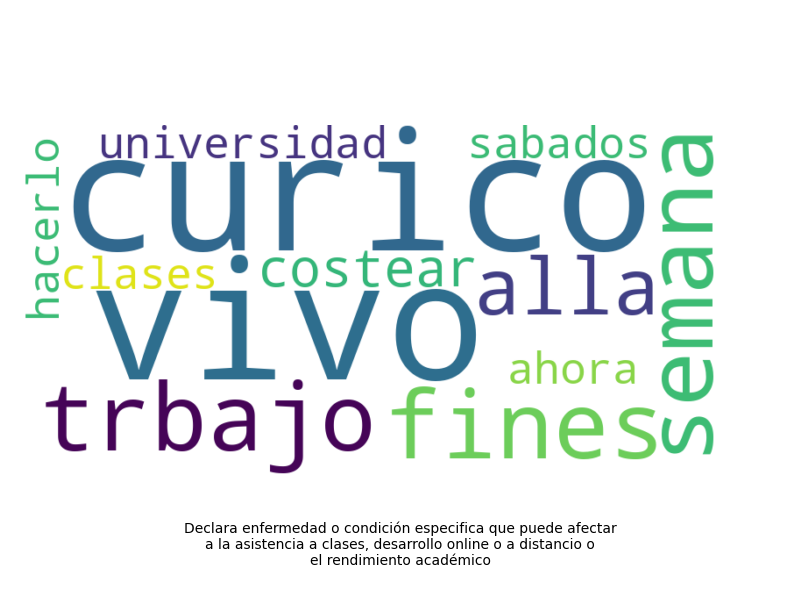 universidad sabados
curico
hacerlo
semana
clases costear alla
vivo
ahora
trbajo fines
Declara enfermedad o condición especifica que puede afectar
a la asistencia a clases, desarrollo online o a distancio o
el rendimiento académico